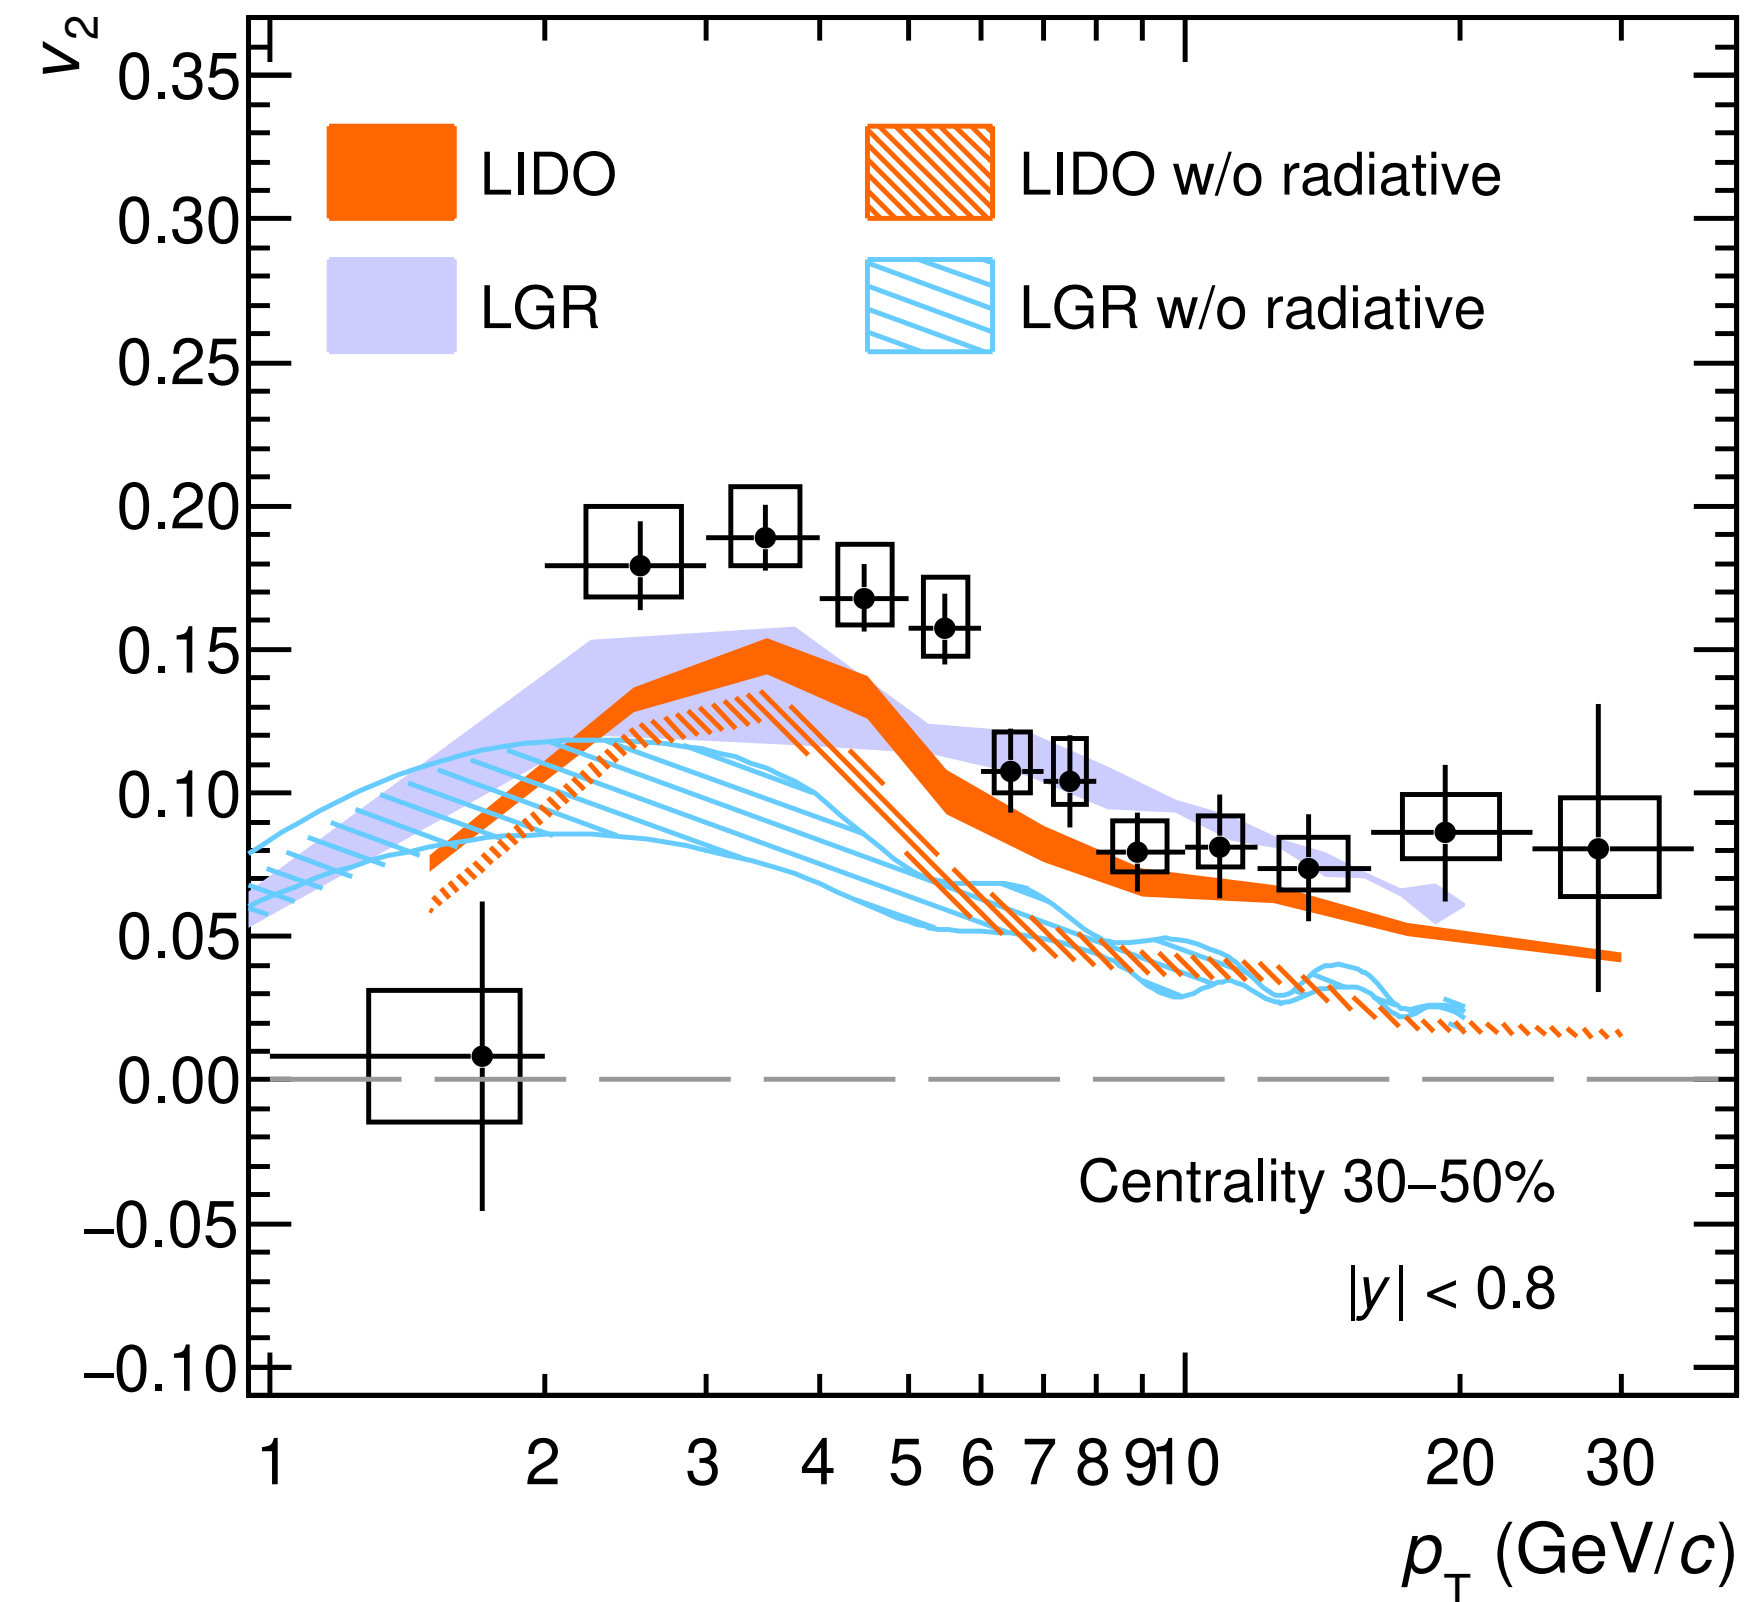 v2
0.35
0.30
0.25
0.20
0.15
0.10
0.05
0.00
−0.05
−0.10
LIDO
LIDO w/o radiative
LGR
LGR w/o radiative
Centrality 30–50%
|y| < 0.8
1 2 3 4 5 6 7 8 9 10 20 30
pT (GeV/c)